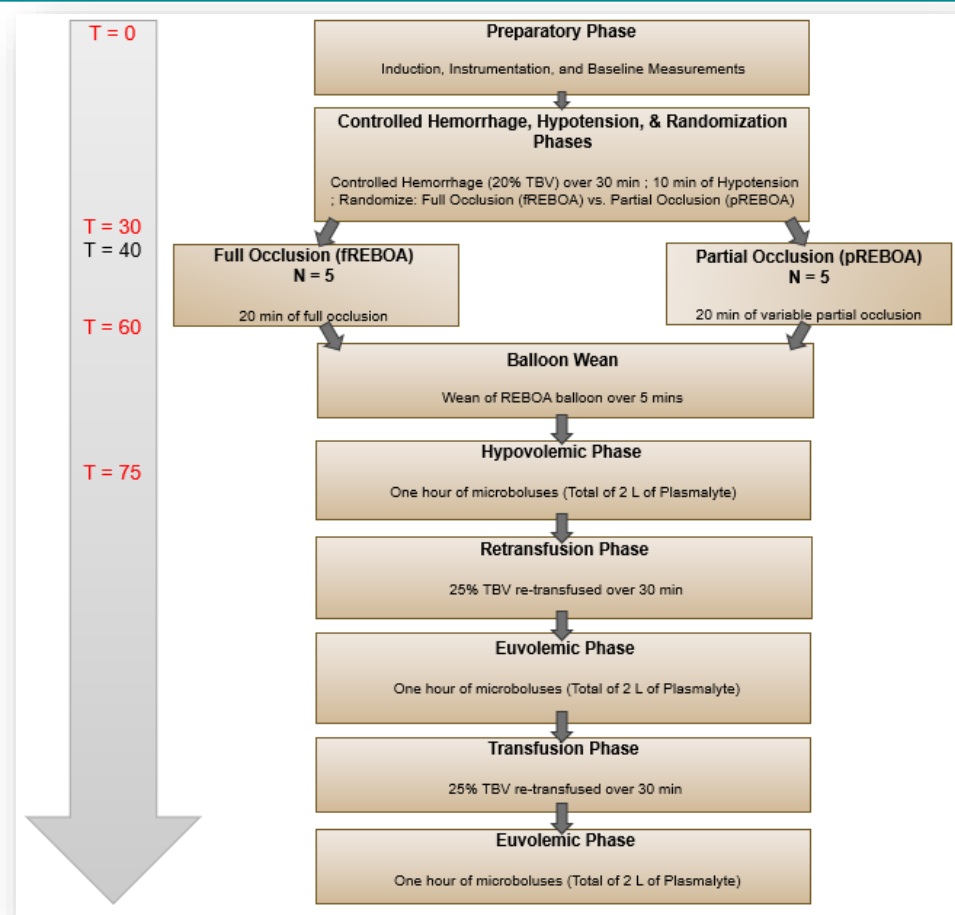 T = 0
Preparatory Phase
Induction, Instrumentation, and Baseline Measurements
Controlled Hemorrhage, Hypotension, & Randomization
Phases
Controlled Hemorrhage (20% TBV) over 30 min ; 10 min of Hypotension
; Randomize: Full Occlusion (fREBOA) vs. Partial Occlusion (pREBOA)
T = 30
T = 40
Full Occlusion (fREBOA)
N = 5
20 min of full occlusion
Partial Occlusion (pREBOA)
N = 5
20 min of variable partial occlusion
T = 60
Balloon Wean
Wean of REBOA balloon over 5 mins
Hypovolemic Phase
T = 75
One hour of microboluses (Total of 2 L of Plasmalyte)
Retransfusion Phase
25% TBV re-transfused over 30 min
Euvolemic Phase
One hour of microboluses (Total of 2 L of Plasmalyte)
Transfusion Phase
25% TBV re-transfused over 30 min
Euvolemic Phase
One hour of microboluses (Total of 2 L of Plasmalyte)